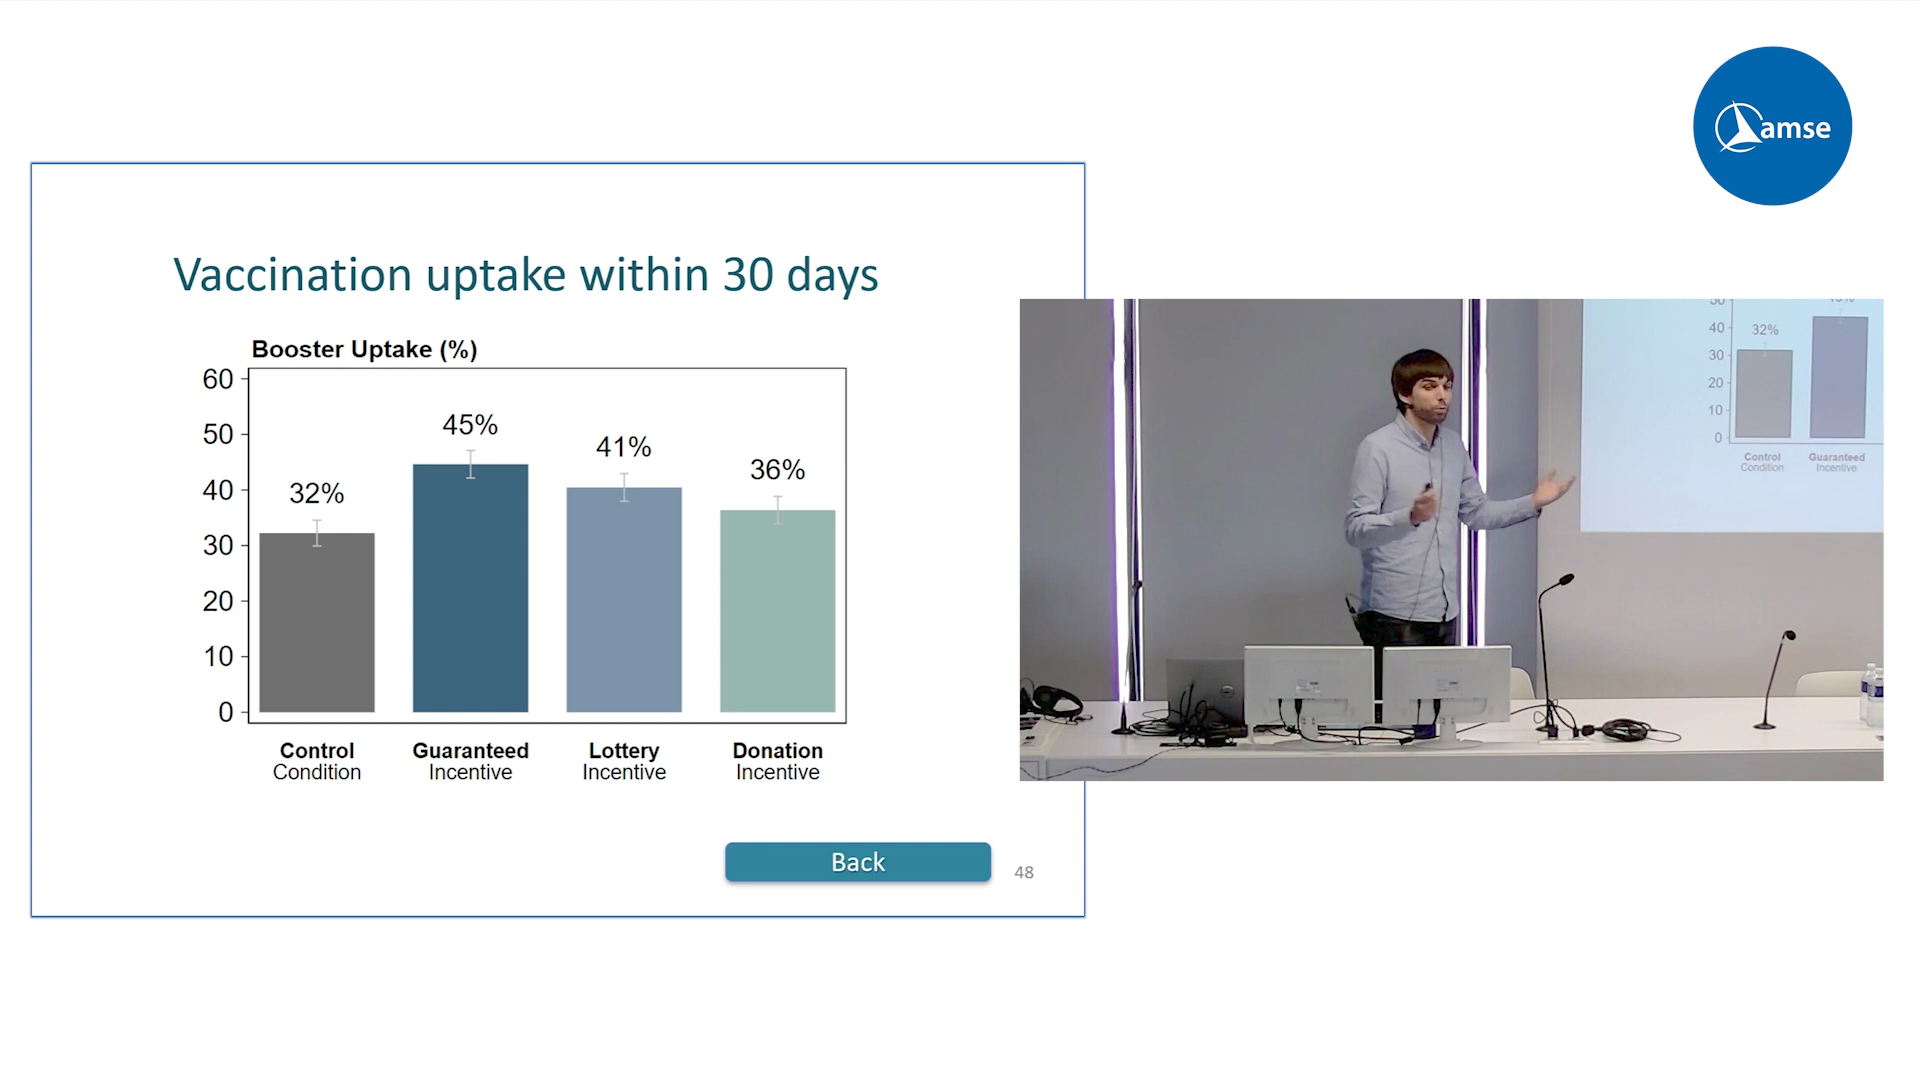 amse
Vaccination uptake within 30 days
Booster Uptake (%)
60
50
40
30
20
10
0
32%
45%
41%
36%
Control
Condition
Guaranteed
Incentive
Lottery
Incentive
Donation
Incentive
Back
48
50
40
30
20
10
0
32%
Control
Condition
Guaranteed
Incentive